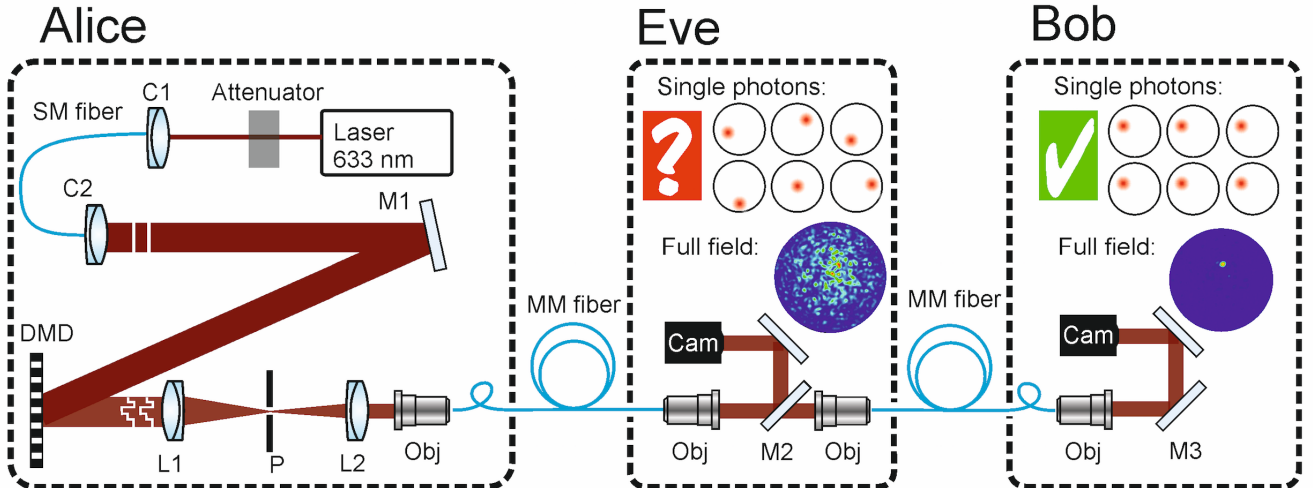 Alice
SM fiber
C1
Attenuator
Laser
633 nm
C2
M1
DMD
L1
P
L2
Obj
MM fiber
Eve
Single photons:
?
Full field:
Cam
Obj
M2
Obj
MM fiber
Bob
Single photons:
Full field:
Cam
Obj
M3